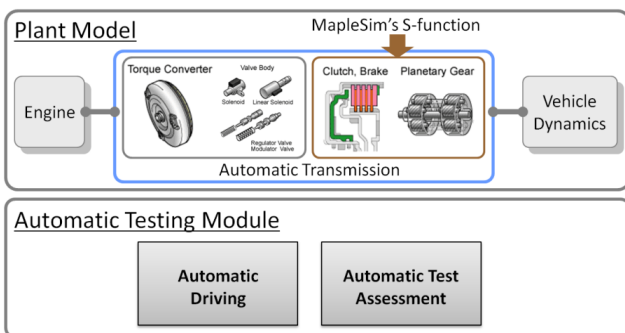 Plant Model
MapleSim's S-function
Engine
Torque Converter
Valve Body
Solenoid
Linear Solenoid
Regulator Valve
Modulator Valve
Clutch, Brake
Planetary Gear
Automatic Transmission
Vehicle
Dynamics
Automatic Testing Module
Automatic
Driving
Automatic Test
Assessment